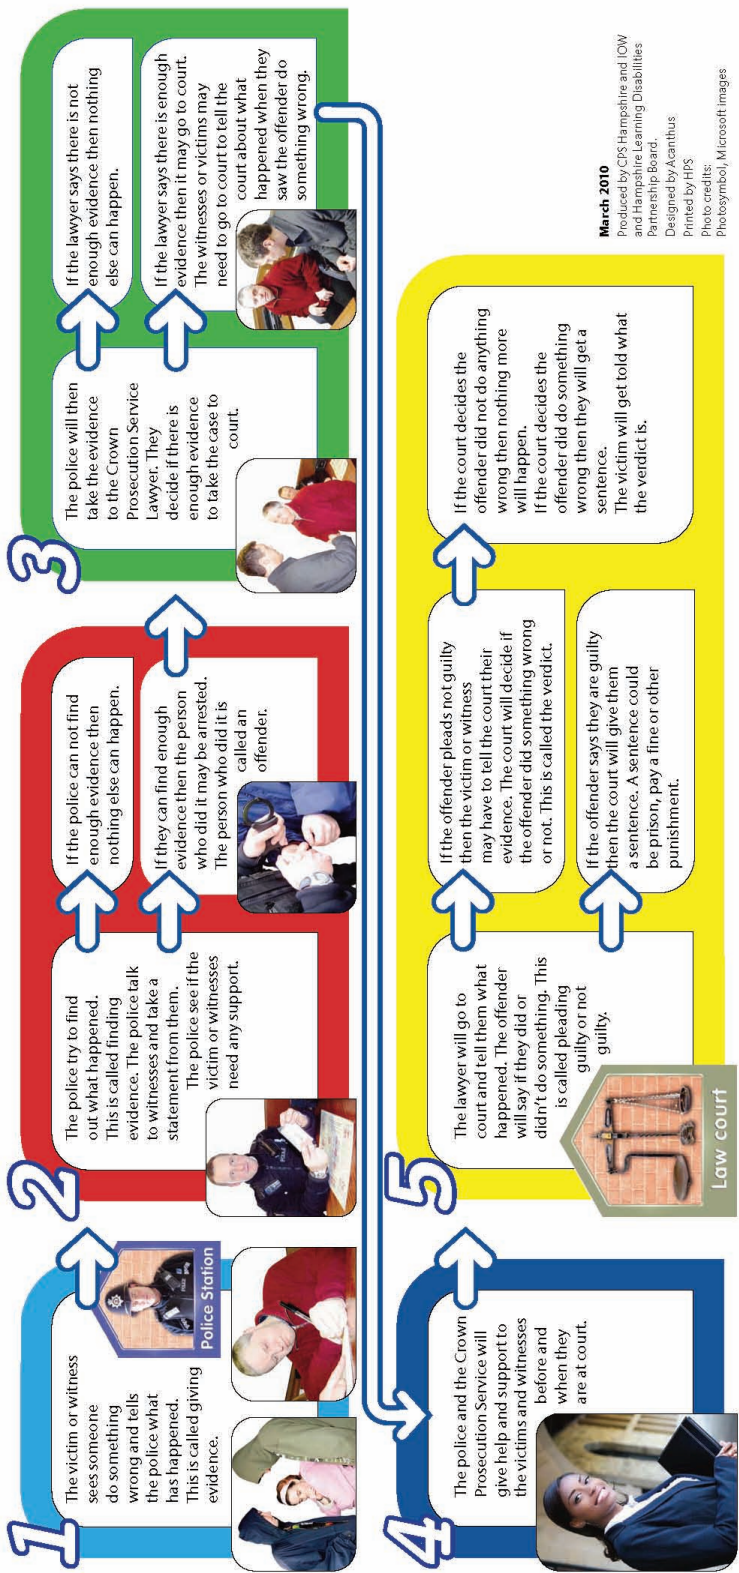 1
The victim or witness
sees someone
do something
wrong and tells
the police what
has happened.
This is called giving
evidence.
Police Station
2
The police try to find
out what happened.
This is called finding
evidence. The police talk
to witnesses and take a
statement from them.
The police see if the
victim or witnesses
need any support.
If the police can not find
enough evidence then
nothing else can happen.
If they can find enough
evidence then the person
who did it may be arrested.
The person who did it is
called an
offender.
3
The police will then
take the evidence
to the Crown
Prosecution Service
Lawyer. They
decide if there is
enough evidence
to take the case to
court.
If the lawyer says there is not
enough evidence then nothing
else can happen.
If the lawyer says there is enough
evidence then it may go to court.
The witnesses or victims may
need to go to court to tell the
court about what
happened when they
saw the offender do
something wrong.
4
The police and the Crown
Prosecution Service will
give help and support to
the victims and witnesses
before and
when they
are at court.
5
The lawyer will go to
court and tell them what
happened. The offender
will say if they did or
didn't do something. This
is called pleading
guilty or not
guilty.
Law court
If the offender pleads not guilty
then the victim or witness
may have to tell the court their
evidence. The court will decide if
the offender did something wrong
or not. This is called the verdict.
If the offender says they are guilty
then the court will give them
a sentence. A sentence could
be prison, pay a fine or other
punishment.
If the court decides the
offender did not do anything
wrong then nothing more
will happen.
If the court decides the
offender did do something
wrong then they will get a
sentence.
The victim will get told what
the verdict is.
March 2010
Produced by CPS Hampshire and IOW
and Hampshire Learning Disabilities
Partnership Board.
Designed by Acanthus
Printed by HPS
Photo credits:
Photosymbol, Microsoft images